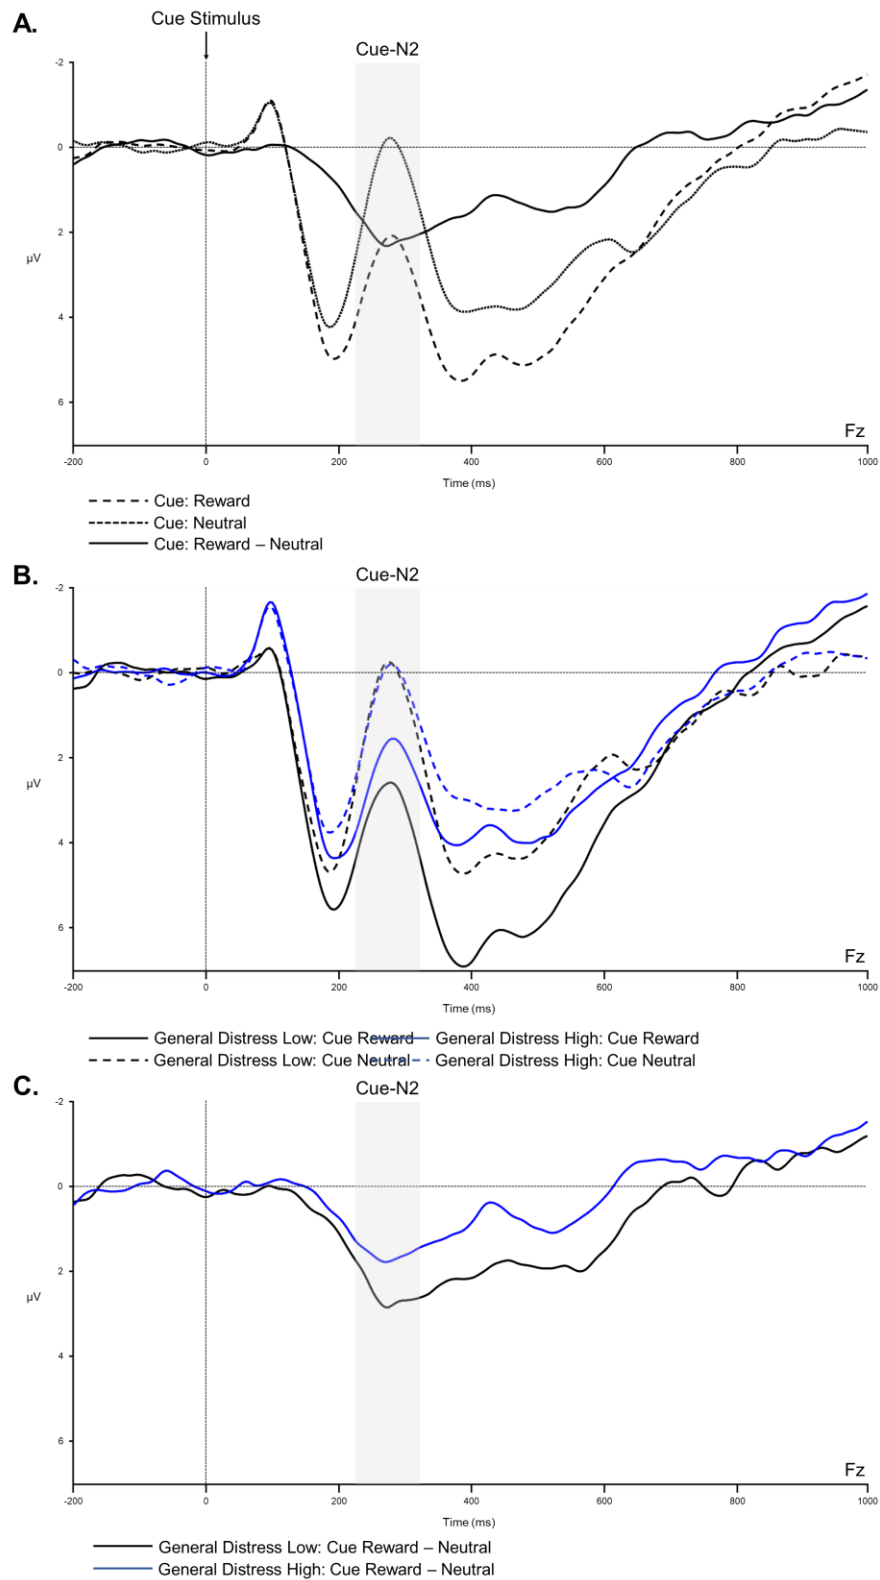 A.
Cue Stimulus
Cue-N2
-2
0
2
µV
4
6
Fz
-200 0 200 400 600 800 1000
Time (ms)
Cue: Reward
Cue: Neutral
Cue: Reward – Neutral
B.
Cue-N2
-2
0
2
µV
4
6
Fz
-200 0 200 400 600 800 1000
Time (ms)
General Distress Low: Cue Reward General Distress High: Cue Reward
General Distress Low: Cue Neutral General Distress High: Cue Neutral
C.
Cue-N2
-2
0
2
µV
4
6
Fz
-200 0 200 400 600 800 1000
Time (ms)
General Distress Low: Cue Reward – Neutral
General Distress High: Cue Reward – Neutral